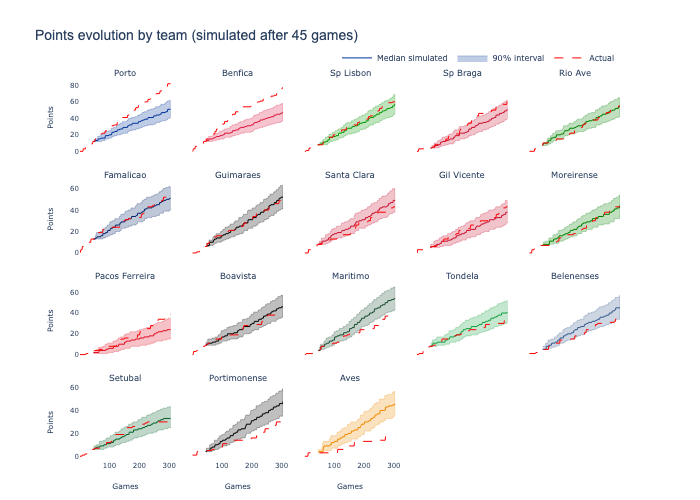 Points evolution by team (simulated after 45 games)
Median simulated 90% interval Actual
Porto Benfica Sp Lisbon Sp Braga Rio Ave
80
60
40
20
0
Points
Famalicao Guimaraes Santa Clara Gil Vicente Moreirense
60
40
20
0
Points
Pacos Ferreira Boavista Maritimo Tondela Belenenses
60
40
20
0
Points
Setubal Portimonense Aves
60
40
20
0
Points
100 200 300 100 200 300 100 200 300
Games Games Games